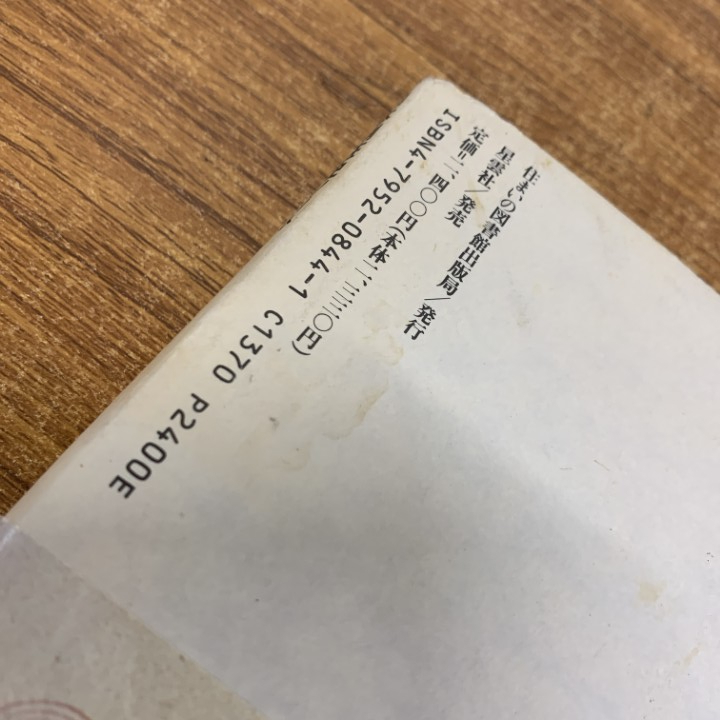 住まいの図書館出版局/発行
星雲社/発売
定価=二、四〇〇円(本体二、三三〇円)
ISBN4-7952-0844-1 C1370 P2400E